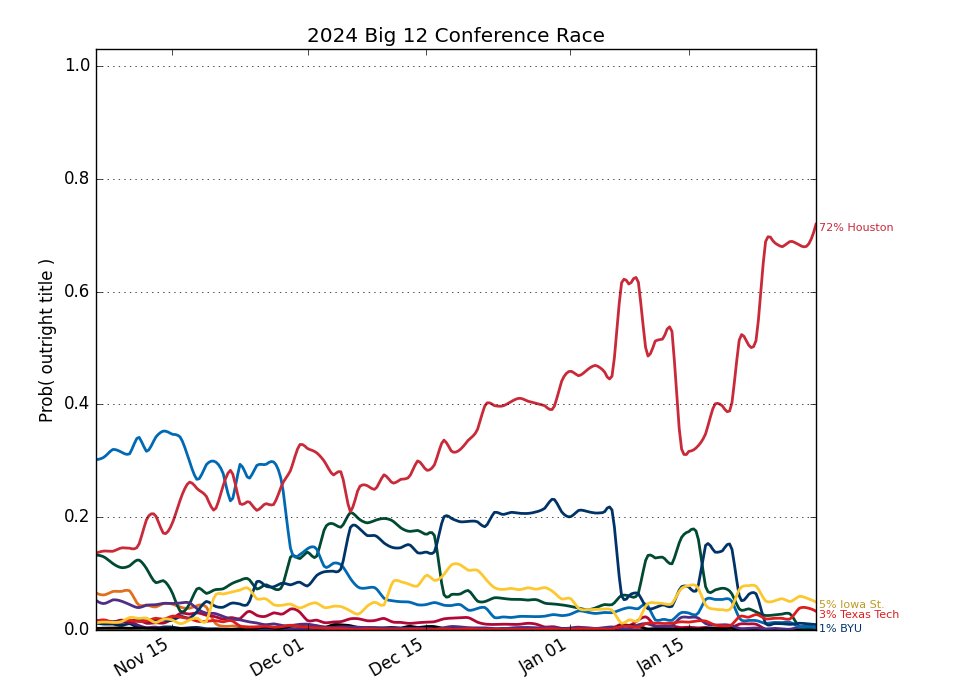 2024 Big 12 Conference Race
1.0
0.8
0.6
0.4
0.2
0.0
Prob( outright title )
72% Houston
5% Iowa St.
3% Texas Tech
1% BYU
Nov 15
Dec 01
Dec 15
Jan 01
Jan 15